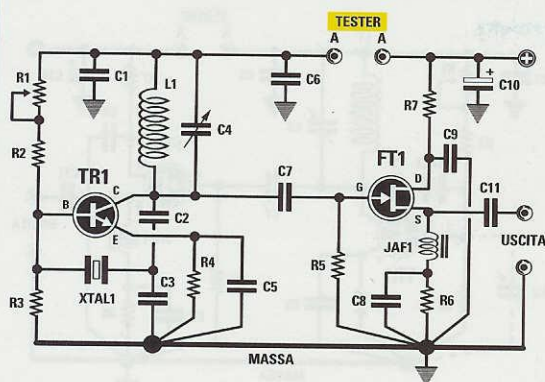 TESTER
A A
R1 C1 L1 C6 R7 + C10
C4
R2 C9
TR1 C7 FT1 C11
C D
B C2 G
E S
JAF1 USCITA
R4 R5
XTAL1 C3 C5 C8 R6
R3
MASSA